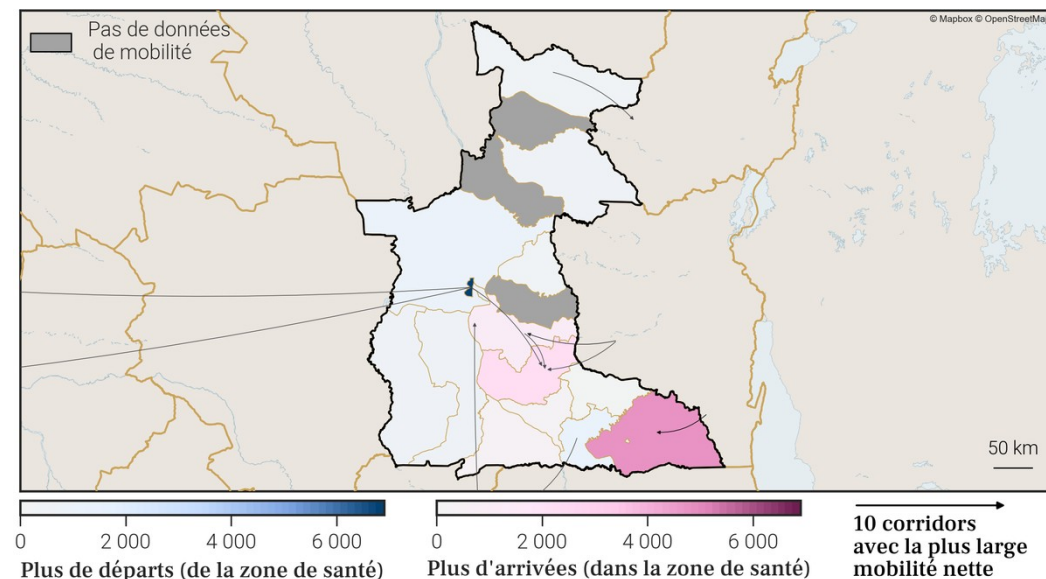 © Mapbox © OpenStreetMap
Pas de données
de mobilité
50 km
0 2 000 4 000 6 000
Plus de départs (de la zone de santé)
0 2 000 4 000 6 000
Plus d'arrivées (dans la zone de santé)
10 corridors
avec la plus large
mobilité nette